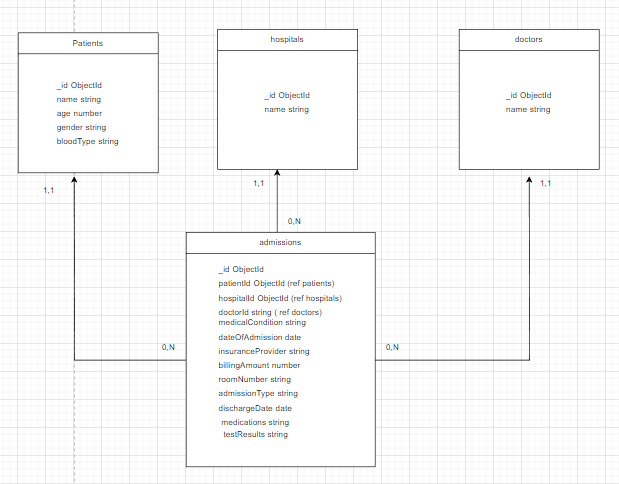 Patients
_id ObjectId
name string
age number
gender string
bloodType string
hospitals
_id ObjectId
name string
doctors
_id ObjectId
name string
1,1
1,1
1,1
0,N
admissions
_id ObjectId
patientId ObjectId (ref patients)
hospitalId ObjectId (ref hospitals)
doctorId string ( ref doctors)
medicalCondition string
dateOfAdmission date
insuranceProvider string
billingAmount number
roomNumber string
admissionType string
dischargeDate date
medications string
testResults string
0,N
0,N